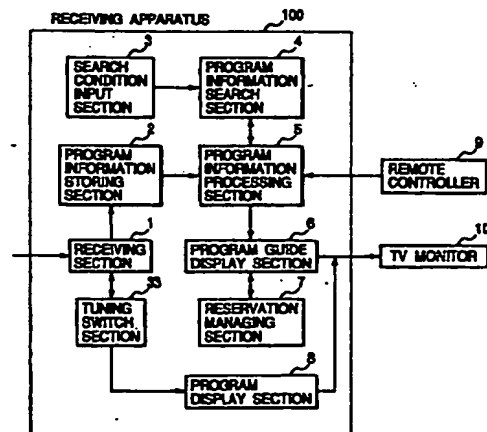 RECEIVING APPARATUS
100
3
4
SEARCH
CONDITION
INPUT
SECTION
PROGRAM
INFORMATION
SEARCH
SECTION
2
5
PROGRAM
INFORMATION
STORING
SECTION
PROGRAM
INFORMATION
PROCESSING
SECTION
9
REMOTE
CONTROLLER
1
6
10
RECEIVING
SECTION
PROGRAM GUIDE
DISPLAY SECTION
TV MONITOR
33
7
TUNING
SWITCH
SECTION
RESERVATION
MANAGING
SECTION
8
PROGRAM
DISPLAY SECTION